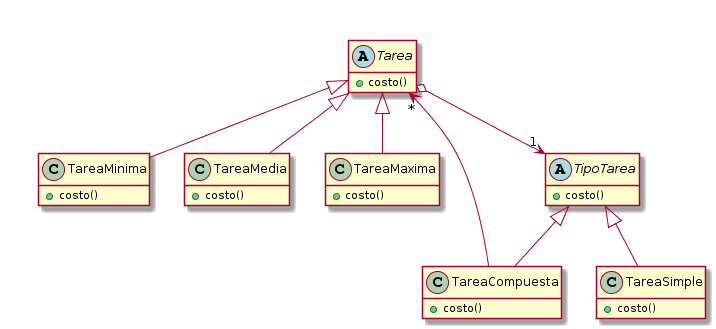 A Tarea
costo()
*
1
C TareaMinima
costo()
C TareaMedia
costo()
C TareaMaxima
costo()
A TipoTarea
costo()
C TareaCompuesta
costo()
C TareaSimple
costo()